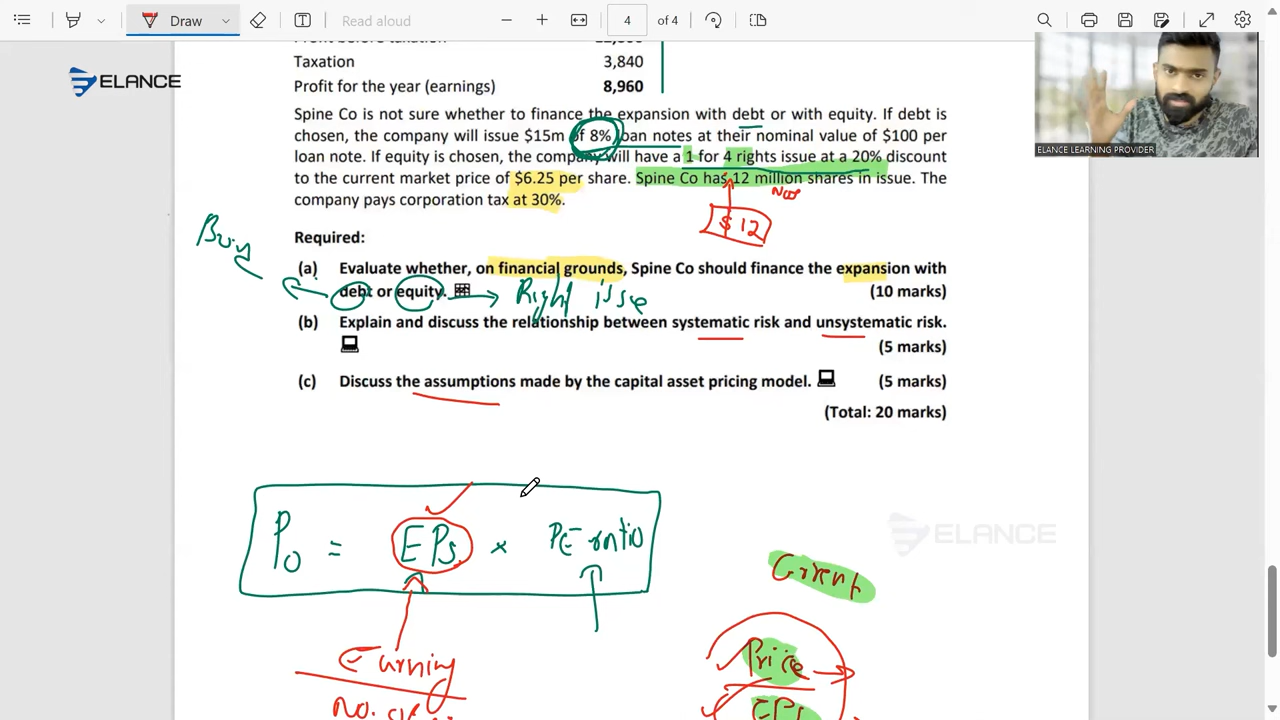 Draw
Read aloud
4 of 4
ELANCE
Taxation 3,840
Profit for the year (earnings) 8,960
Spine Co is not sure whether to finance the expansion with debt or with equity. If debt is
chosen, the company will issue $15m of 8% loan notes at their nominal value of $100 per
loan note. If equity is chosen, the company will have a 1 for 4 rights issue at a 20% discount
to the current market price of $6.25 per share. Spine Co has 12 million shares in issue. The
company pays corporation tax at 30%.
$12
Required:
(a) Evaluate whether, on financial grounds, Spine Co should finance the expansion with
debt or equity. (10 marks)
Right issue
(b) Explain and discuss the relationship between systematic risk and unsystematic risk.
(5 marks)
(c) Discuss the assumptions made by the capital asset pricing model. (5 marks)
(Total: 20 marks)
P0 = EPS × PE ratio
ELANCE
Earning
Price
EPS
ELANCE LEARNING PROVIDER